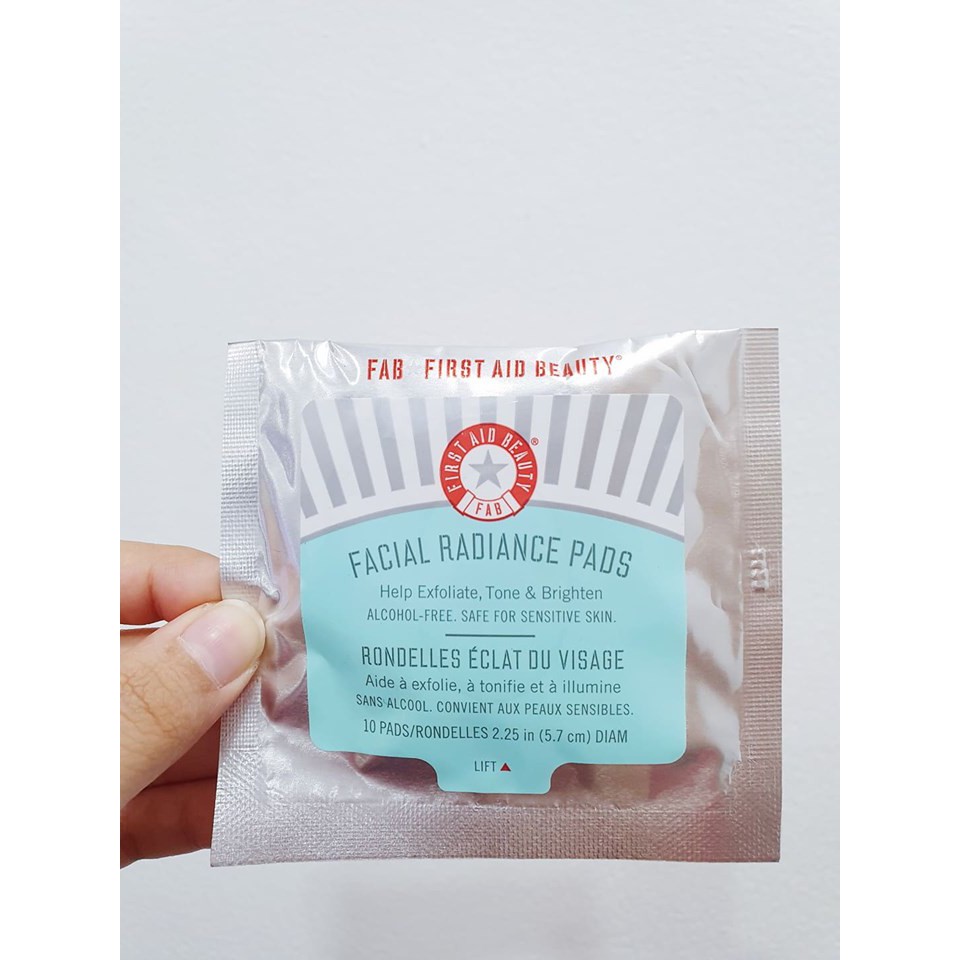 FAB FIRST AID BEAUTY®
FIRST AID BEAUTY ®
FAB
FACIAL RADIANCE PADS
Help Exfoliate, Tone & Brighten
ALCOHOL-FREE. SAFE FOR SENSITIVE SKIN.
RONDELLES ÉCLAT DU VISAGE
Aide à exfolie, à tonifie et à illumine
SANS ALCOOL. CONVIENT AUX PEAUX SENSIBLES.
10 PADS/RONDELLES 2.25 in (5.7 cm) DIAM
LIFT ▲